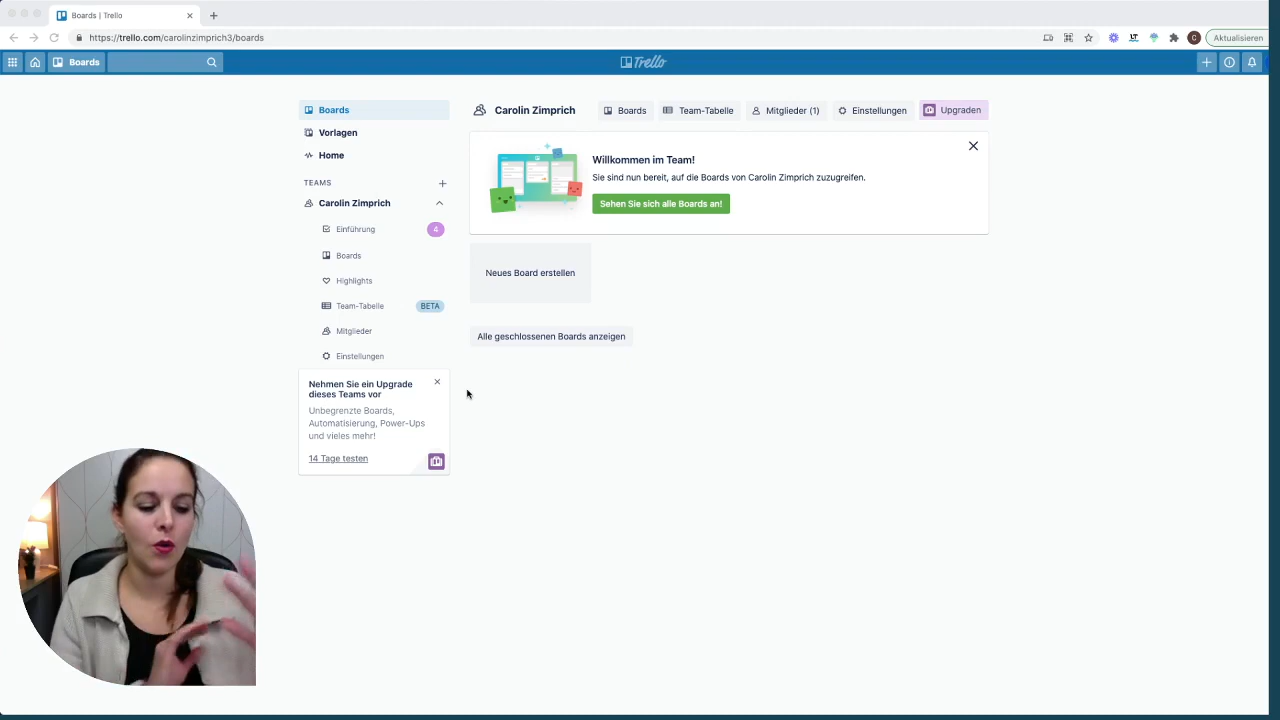 Boards | Trello
https://trello.com/carolinzimprich3/boards
LT
C
Aktualisieren
Boards
Trello
Boards
Vorlagen
Home
TEAMS
Carolin Zimprich
Einführung
4
Boards
Highlights
Team-Tabelle
BETA
Mitglieder
Einstellungen
Nehmen Sie ein Upgrade
dieses Teams vor
Unbegrenzte Boards,
Automatisierung, Power-Ups
und vieles mehr!
14 Tage testen
Carolin Zimprich
Boards
Team-Tabelle
Mitglieder (1)
Einstellungen
Upgraden
Willkommen im Team!
Sie sind nun bereit, auf die Boards von Carolin Zimprich zuzugreifen.
Sehen Sie sich alle Boards an!
Neues Board erstellen
Alle geschlossenen Boards anzeigen